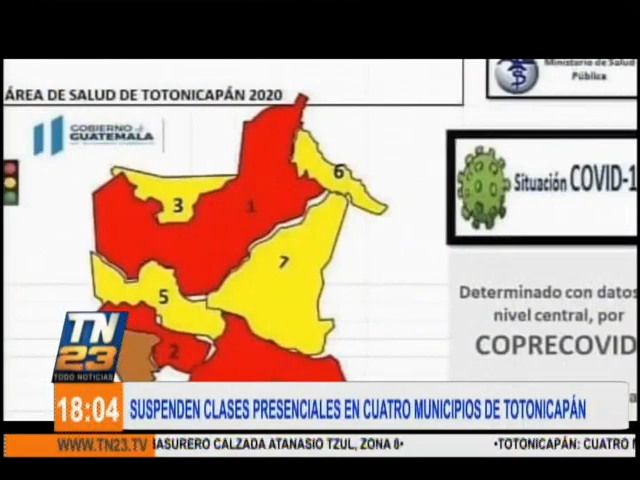 Ministerio de Salud
Pública
ÁREA DE SALUD DE TOTONICAPÁN 2020
GOBIERNO de
GUATEMALA
6
3
1
Situación COVID-1
7
5
Determinado con datos
nivel central, por
COPRECOVID
2
TN
23
TODO NOTICIAS
18:04
SUSPENDEN CLASES PRESENCIALES EN CUATRO MUNICIPIOS DE TOTONICAPÁN
WWW.TN23.TV
BASURERO CALZADA ATANASIO TZUL, ZONA 8•
•TOTONICAPÁN: CUATRO